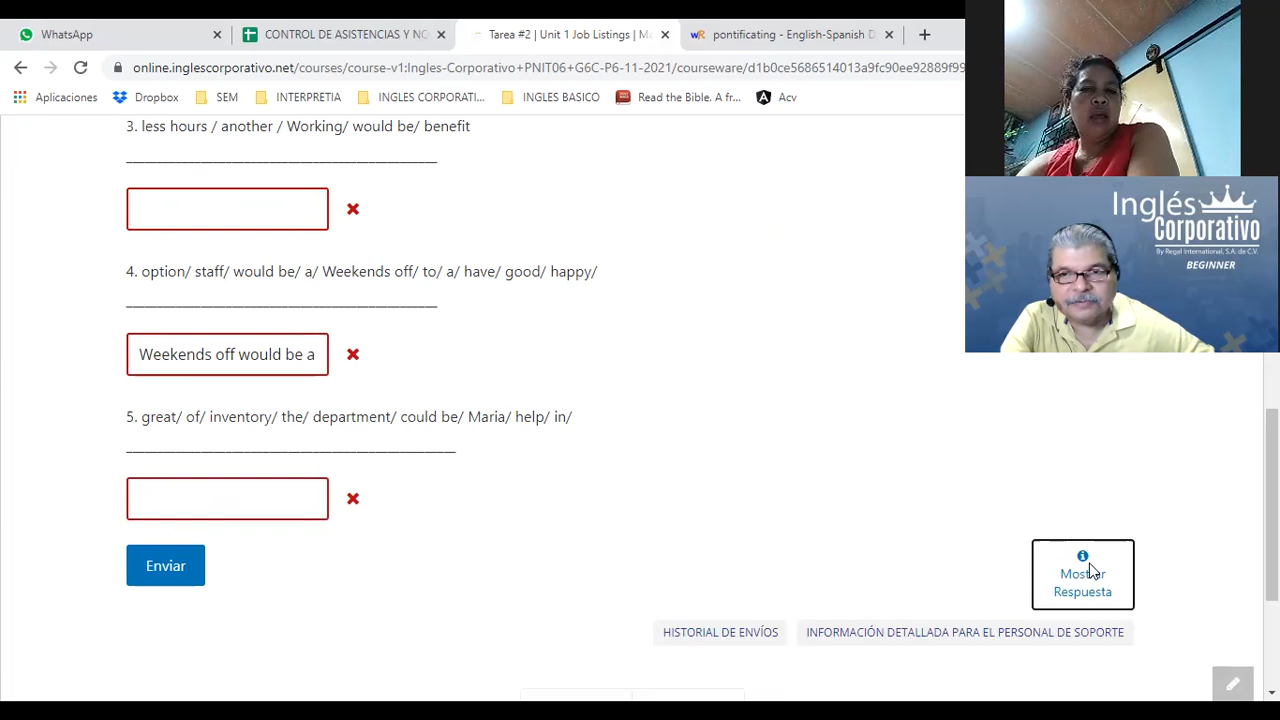 WhatsApp
CONTROL DE ASISTENCIAS Y NO
Tarea #2 | Unit 1 Job Listings | Mo
pontificating - English-Spanish D
online.inglescorporativo.net/courses/course-v1:Ingles-Corporativo+PNIT06+G6C-P6-11-2021/courseware/d1b0ce5686514013a9fc90ee92889f99
Aplicaciones
Dropbox
SEM
INTERPRETIA
INGLES CORPORATI...
INGLES BASICO
Read the Bible. A fr...
Acv
3. less hours / another / Working/ would be/ benefit
4. option/ staff/ would be/ a/ Weekends off/ to/ a/ have/ good/ happy/
Weekends off would be a
5. great/ of/ inventory/ the/ department/ could be/ Maria/ help/ in/
Enviar
Mostrar
Respuesta
HISTORIAL DE ENVÍOS
INFORMACIÓN DETALLADA PARA EL PERSONAL DE SOPORTE
Inglés
Corporativo
By Regal International, S.A. de C.V.
BEGINNER